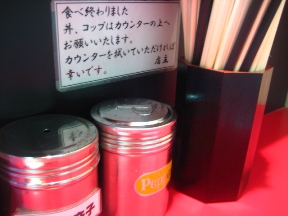 食べ終わりました
丼、コップはカウンターの上へ
お願いいたします。
カウンターを拭いていただければ
幸いです。
店主
Pepper
子